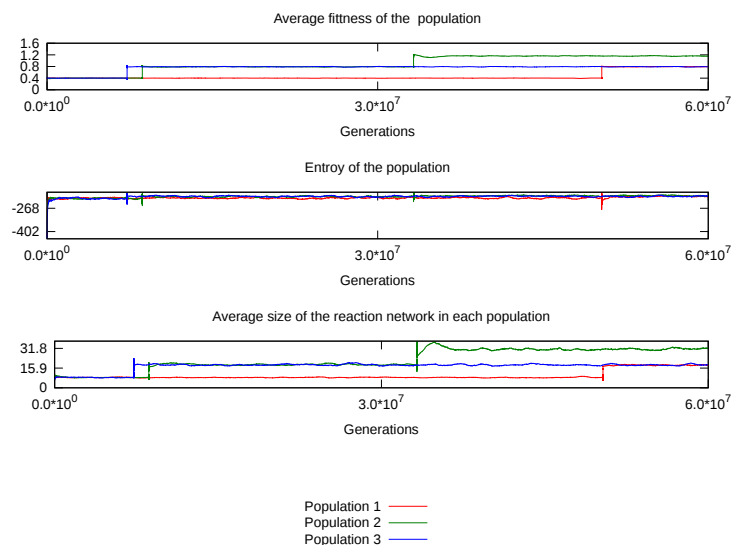 Average fittness of the  population
1.6
1.2
0.8
0.4
0
0.0*10^0
3.0*10^7
6.0*10^7
Generations
Entroy of the population
-268
-402
0.0*10^0
3.0*10^7
6.0*10^7
Generations
Average size of the reaction network in each population
31.8
15.9
0
0.0*10^0
3.0*10^7
6.0*10^7
Generations
Population 1
Population 2
Population 3